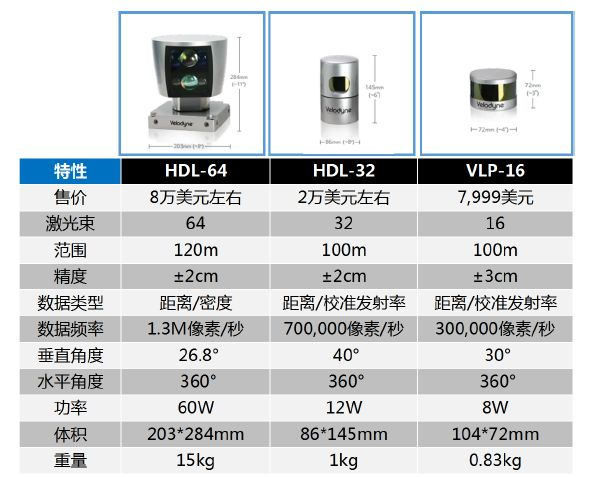 284mm
(~11")
145mm
(~6")
72mm
(~3")
Velodyne
Velodyne
Velodyne
203mm (~8")
86mm (~8")
72mm (~4")
特性 HDL-64 HDL-32 VLP-16
售价 8万美元左右 2万美元左右 7,999美元
激光束 64 32 16
范围 120m 100m 100m
精度 ±2cm ±2cm ±3cm
数据类型 距离/密度 距离/校准发射率 距离/校准发射率
数据频率 1.3M像素/秒 700,000像素/秒 300,000像素/秒
垂直角度 26.8° 40° 30°
水平角度 360° 360° 360°
功率 60W 12W 8W
体积 203*284mm 86*145mm 104*72mm
重量 15kg 1kg 0.83kg